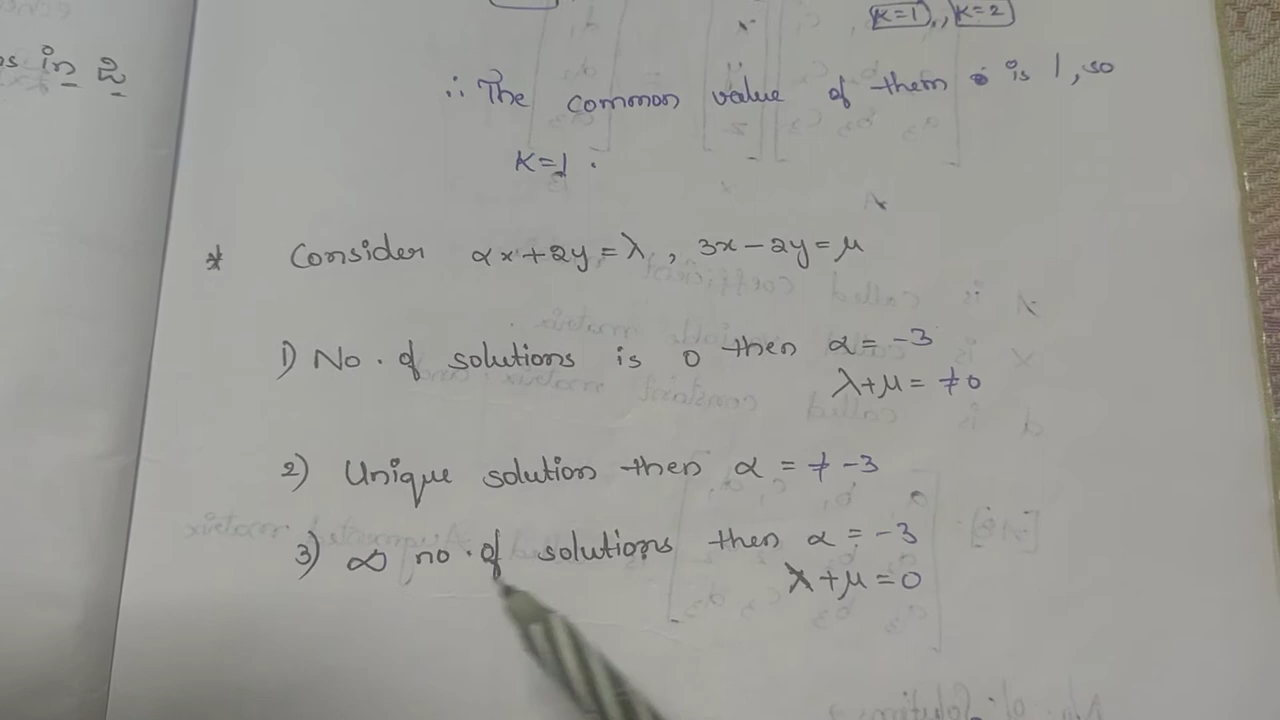 K=1,, K=2
in
∴ The common value of them is 1, so
K=1.
* Consider αx+2y=λ, 3x-2y=μ
1) No. of solutions is 0 then α = -3
λ+μ = ≠0
2) Unique solution then α = ≠ -3
3) ∞ no. of solutions then α = -3
λ+μ=0